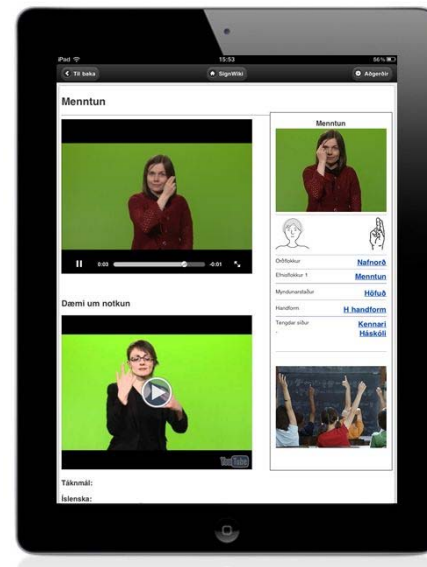 iPad
15:53
86%
Til baka
SignWiki
Aðgerðir
Menntun
0:03
-0:01
Dæmi um notkun
YouTube
Táknmál:
Íslenska:
Menntun
Orðflokkur
Nafnorð
Efnisflokkur 1
Menntun
Myndunarstaður
Höfuð
Handform
H handform
Tengdar síður
Kennari
Háskóli